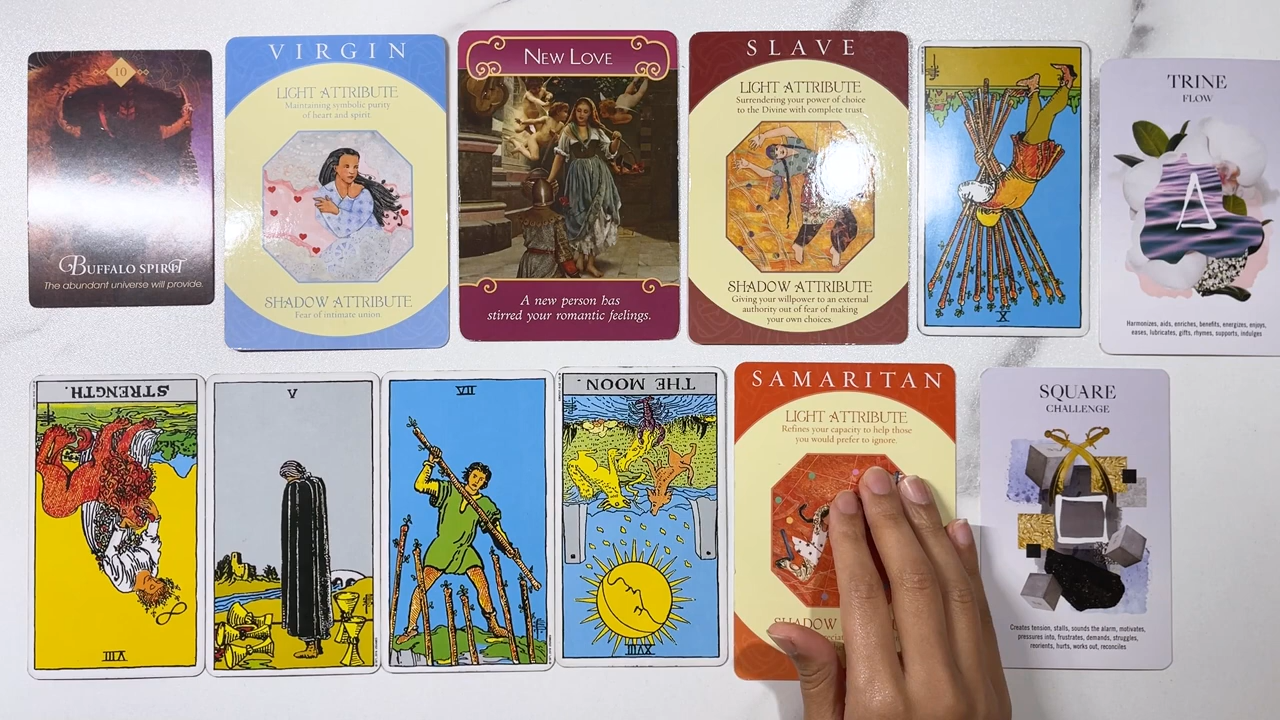 10
BUFFALO SPIRIT
The abundant universe will provide.
VIRGIN
LIGHT ATTRIBUTE
Maintaining symbolic purity
of heart and spirit.
SHADOW ATTRIBUTE
Fear of intimate union.
NEW LOVE
A new person has
stirred your romantic feelings.
SLAVE
LIGHT ATTRIBUTE
Surrendering your power of choice
to the Divine with complete trust.
SHADOW ATTRIBUTE
Giving your willpower to an external
authority out of fear of making
your own choices.
X
TRINE
FLOW
Harmonizes, aids, enriches, benefits, energizes, enjoys,
eases, lubricates, gifts, rhymes, supports, indulges
STRENGTH.
VIII
V
VII
THE MOON.
XVIII
SAMARITAN
LIGHT ATTRIBUTE
Refines your capacity to help those
you would prefer to ignore.
SHADOW
SQUARE
CHALLENGE
Creates tension, stalls, sounds the alarm, motivates,
pressures into, frustrates, demands, struggles,
reorients, hurts, works out, reconciles